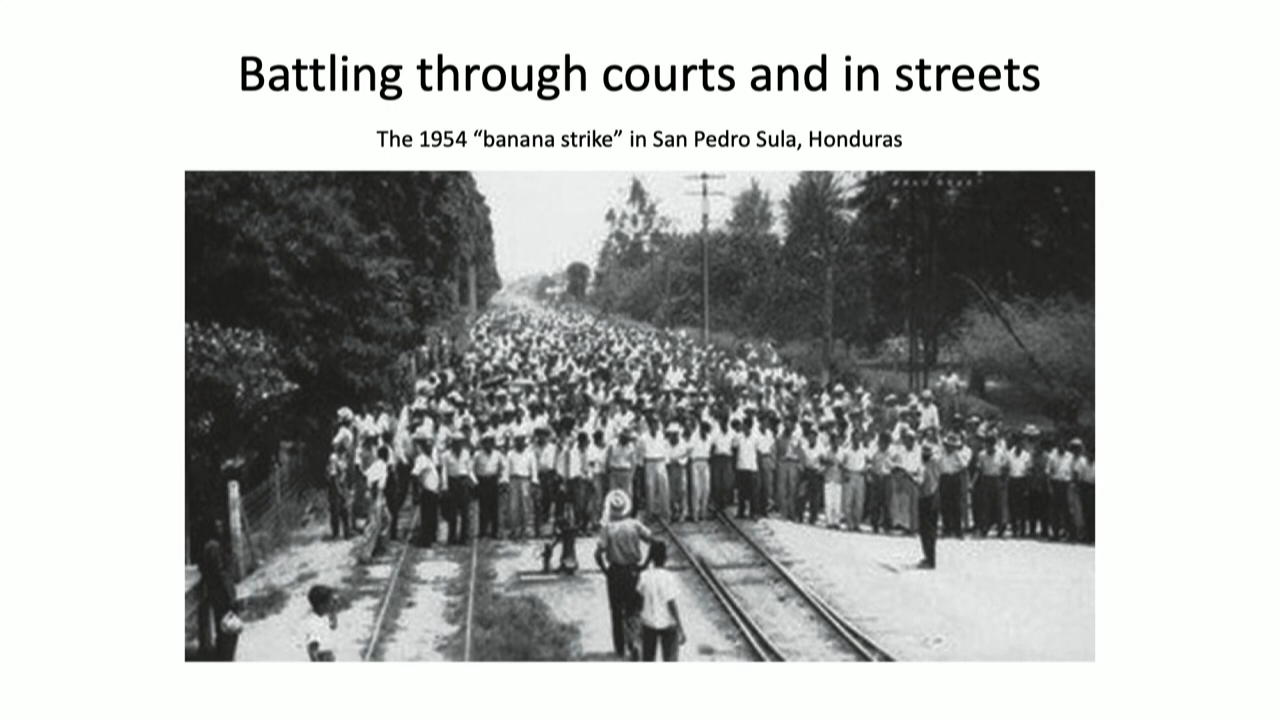 Battling through courts and in streets
The 1954 “banana strike” in San Pedro Sula, Honduras